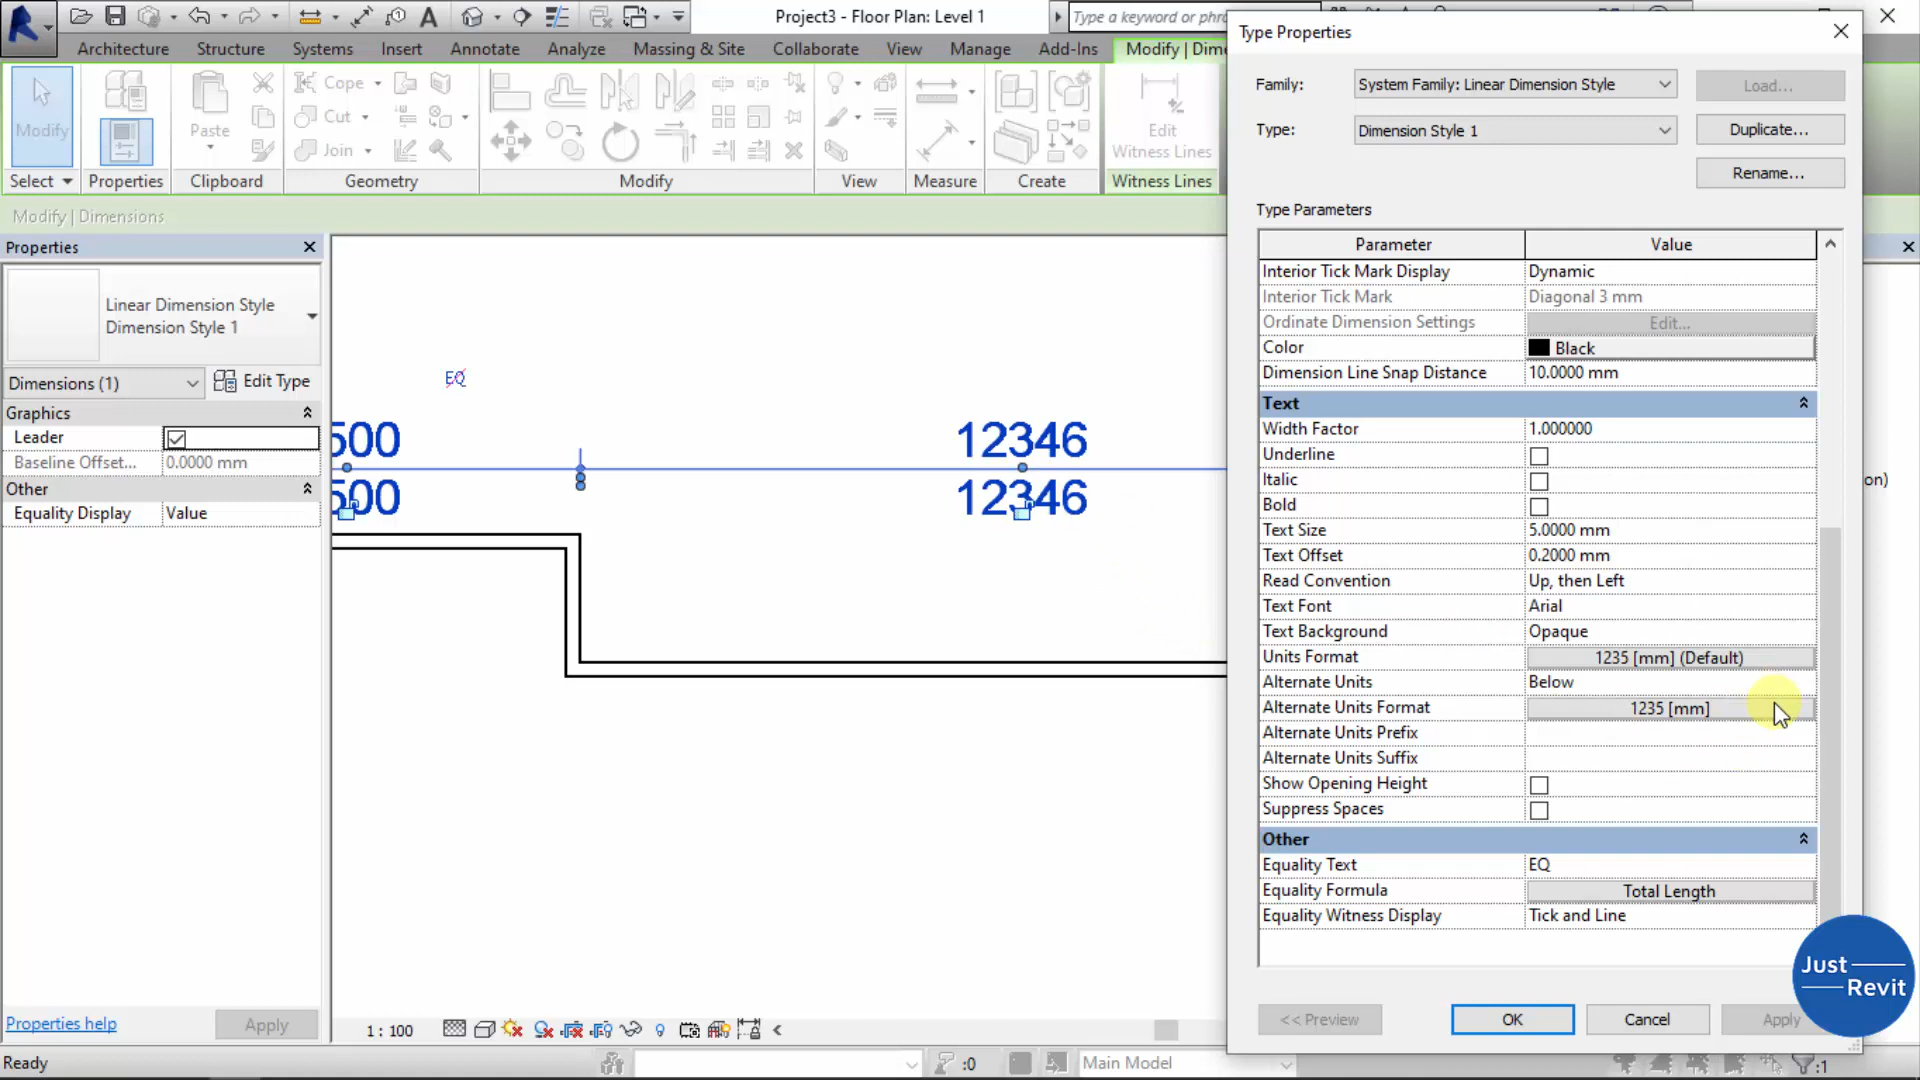 Project3 - Floor Plan: Level 1
Type a keyword or phr
Architecture
Structure
Systems
Insert
Annotate
Analyze
Massing & Site
Collaborate
View
Manage
Add-Ins
Modify | Dime
Modify
Paste
Cope
Cut
Join
Edit
Witness Lines
Select
Properties
Clipboard
Geometry
Modify
View
Measure
Create
Witness Lines
Modify | Dimensions
Properties
Linear Dimension Style
Dimension Style 1
Dimensions (1)
Edit Type
Graphics
Leader
Baseline Offset... 0.0000 mm
Other
Equality Display Value
Properties help
Apply
EQ
500
12346
500
12346
1 : 100
Ready
:0
Main Model
:1
on)
Type Properties
Family: System Family: Linear Dimension Style Load...
Type: Dimension Style 1 Duplicate...
Rename...
Type Parameters
Parameter Value
Interior Tick Mark Display Dynamic
Interior Tick Mark Diagonal 3 mm
Ordinate Dimension Settings Edit...
Color Black
Dimension Line Snap Distance 10.0000 mm
Text
Width Factor 1.000000
Underline
Italic
Bold
Text Size 5.0000 mm
Text Offset 0.2000 mm
Read Convention Up, then Left
Text Font Arial
Text Background Opaque
Units Format 1235 [mm] (Default)
Alternate Units Below
Alternate Units Format 1235 [mm]
Alternate Units Prefix
Alternate Units Suffix
Show Opening Height
Suppress Spaces
Other
Equality Text EQ
Equality Formula Total Length
Equality Witness Display Tick and Line
<< Preview
OK
Cancel
Apply
Just
Revit